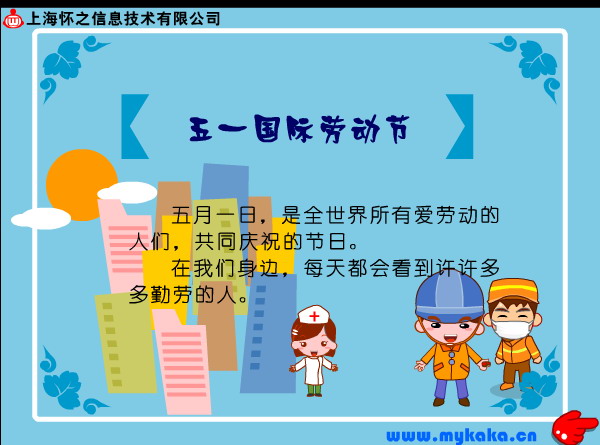 上海怀之信息技术有限公司
五一国际劳动节
五月一日，是全世界所有爱劳动的
人们，共同庆祝的节日。
在我们身边，每天都会看到许许多
多勤劳的人。
www.mykaka.cn